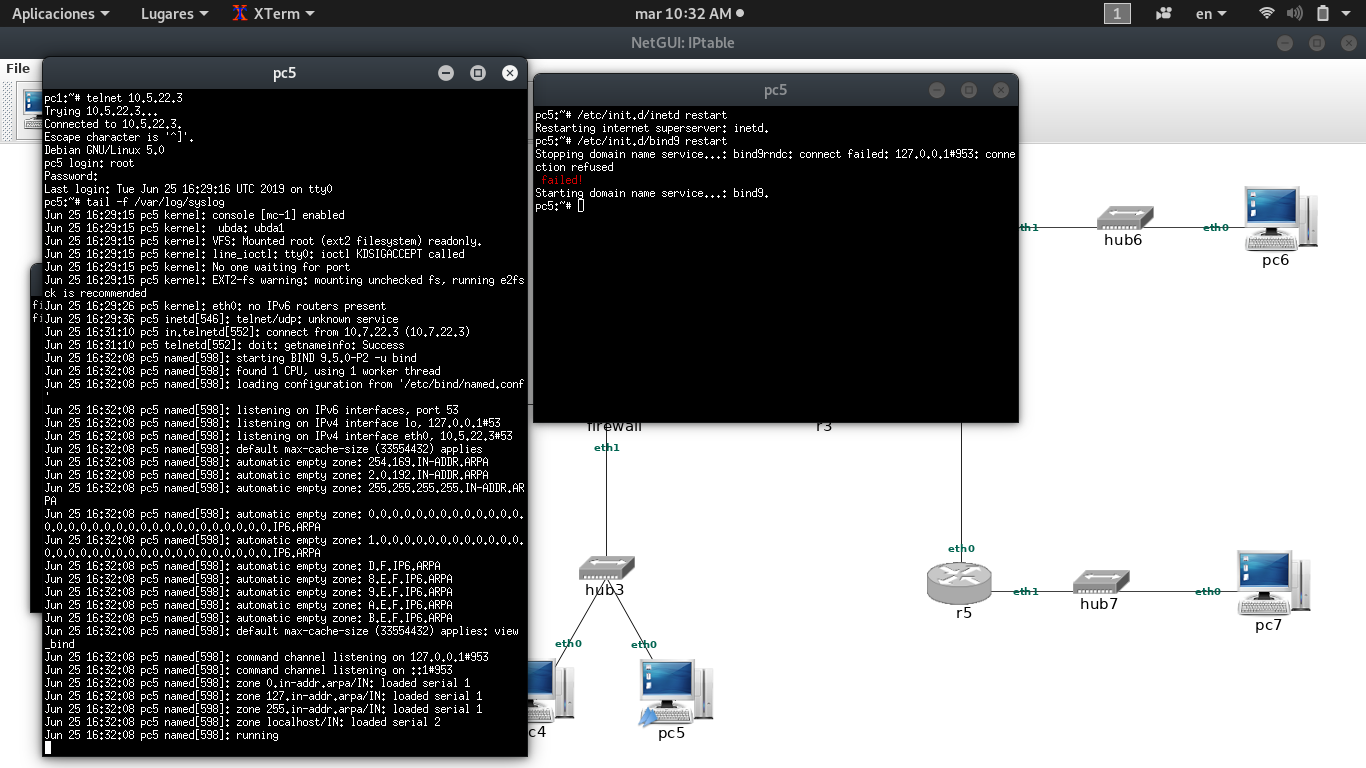 Aplicaciones Lugares XTerm mar 10:32 AM 1 en
NetGUI: IPtable
File
pc5
pc1:~# telnet 10.5.22.3
Trying 10.5.22.3...
Connected to 10.5.22.3.
Escape character is '^]'.
Debian GNU/Linux 5.0
pc5 login: root
Password:
Last login: Tue Jun 25 16:29:16 UTC 2019 on tty0
pc5:~# tail -f /var/log/syslog
Jun 25 16:29:15 pc5 kernel: console [mc-1] enabled
Jun 25 16:29:15 pc5 kernel:  ubda: ubda1
Jun 25 16:29:15 pc5 kernel: VFS: Mounted root (ext2 filesystem) readonly.
Jun 25 16:29:15 pc5 kernel: line_ioctl: tty0: ioctl KDSIGACCEPT called
Jun 25 16:29:15 pc5 kernel: No one waiting for port
Jun 25 16:29:15 pc5 kernel: EXT2-fs warning: mounting unchecked fs, running e2fs
ck is recommended
Jun 25 16:29:26 pc5 kernel: eth0: no IPv6 routers present
Jun 25 16:29:36 pc5 inetd[546]: telnet/udp: unknown service
Jun 25 16:31:10 pc5 in.telnetd[552]: connect from 10.7.22.3 (10.7.22.3)
Jun 25 16:31:10 pc5 telnetd[552]: doit: getnameinfo: Success
Jun 25 16:32:08 pc5 named[598]: starting BIND 9.5.0-P2 -u bind
Jun 25 16:32:08 pc5 named[598]: found 1 CPU, using 1 worker thread
Jun 25 16:32:08 pc5 named[598]: loading configuration from '/etc/bind/named.conf
'
Jun 25 16:32:08 pc5 named[598]: listening on IPv6 interfaces, port 53
Jun 25 16:32:08 pc5 named[598]: listening on IPv4 interface lo, 127.0.0.1#53
Jun 25 16:32:08 pc5 named[598]: listening on IPv4 interface eth0, 10.5.22.3#53
Jun 25 16:32:08 pc5 named[598]: default max-cache-size (33554432) applies
Jun 25 16:32:08 pc5 named[598]: automatic empty zone: 254.169.IN-ADDR.ARPA
Jun 25 16:32:08 pc5 named[598]: automatic empty zone: 2.0.192.IN-ADDR.ARPA
Jun 25 16:32:08 pc5 named[598]: automatic empty zone: 255.255.255.255.IN-ADDR.AR
PA
Jun 25 16:32:08 pc5 named[598]: automatic empty zone: 0.0.0.0.0.0.0.0.0.0.0.0.0.
0.0.0.0.0.0.0.0.0.0.0.0.0.0.0.0.0.0.0.IP6.ARPA
Jun 25 16:32:08 pc5 named[598]: automatic empty zone: 1.0.0.0.0.0.0.0.0.0.0.0.0.
0.0.0.0.0.0.0.0.0.0.0.0.0.0.0.0.0.0.0.IP6.ARPA
Jun 25 16:32:08 pc5 named[598]: automatic empty zone: D.F.IP6.ARPA
Jun 25 16:32:08 pc5 named[598]: automatic empty zone: 8.E.F.IP6.ARPA
Jun 25 16:32:08 pc5 named[598]: automatic empty zone: 9.E.F.IP6.ARPA
Jun 25 16:32:08 pc5 named[598]: automatic empty zone: A.E.F.IP6.ARPA
Jun 25 16:32:08 pc5 named[598]: automatic empty zone: B.E.F.IP6.ARPA
Jun 25 16:32:08 pc5 named[598]: default max-cache-size (33554432) applies: view
_bind
Jun 25 16:32:08 pc5 named[598]: command channel listening on 127.0.0.1#953
Jun 25 16:32:08 pc5 named[598]: command channel listening on ::1#953
Jun 25 16:32:08 pc5 named[598]: zone 0.in-addr.arpa/IN: loaded serial 1
Jun 25 16:32:08 pc5 named[598]: zone 127.in-addr.arpa/IN: loaded serial 1
Jun 25 16:32:08 pc5 named[598]: zone 255.in-addr.arpa/IN: loaded serial 1
Jun 25 16:32:08 pc5 named[598]: zone localhost/IN: loaded serial 2
Jun 25 16:32:08 pc5 named[598]: running
pc5
pc5:~# /etc/init.d/inetd restart
Restarting internet superserver: inetd.
pc5:~# /etc/init.d/bind9 restart
Stopping domain name service...: bind9rndc: connect failed: 127.0.0.1#953: conne
ction refused
failed!
Starting domain name service...: bind9.
pc5:~#
eth0
hub6
pc6
firewall
r3
eth1
eth0
hub3
r5
eth1
hub7
eth0
pc7
eth0
eth0
pc5